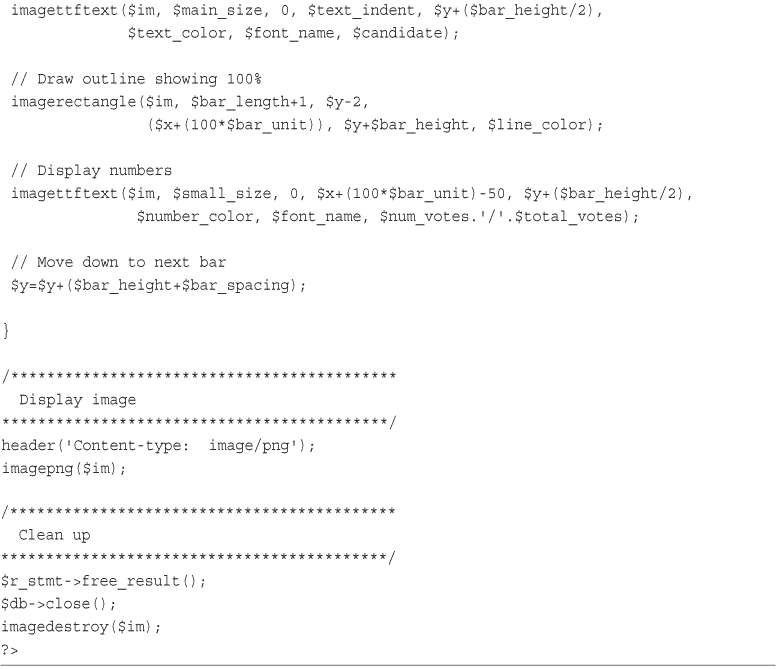 imagettftext($im, $main_size, 0, $text_indent, $y+($bar_height/2),
$text_color, $font_name, $candidate);
// Draw outline showing 100%
imagerectangle($im, $bar_length+1, $y-2,
($x+(100*$bar_unit)), $y+$bar_height, $line_color);
// Display numbers
imagettftext($im, $small_size, 0, $x+(100*$bar_unit)-50, $y+($bar_height/2),
$number_color, $font_name, $num_votes.'/'.$total_votes);
// Move down to next bar
$y=$y+($bar_height+$bar_spacing);
}
/*******************************************
Display image
*******************************************/
header('Content-type:  image/png');
imagepng($im);
/*******************************************
Clean up
*******************************************/
$r_stmt->free_result();
$db->close();
imagedestroy($im);
?>